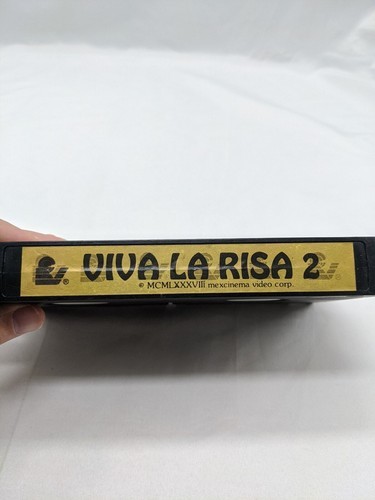 VIVA LA RISA 2
© MCMLXXXVIII mexcinema video corp.